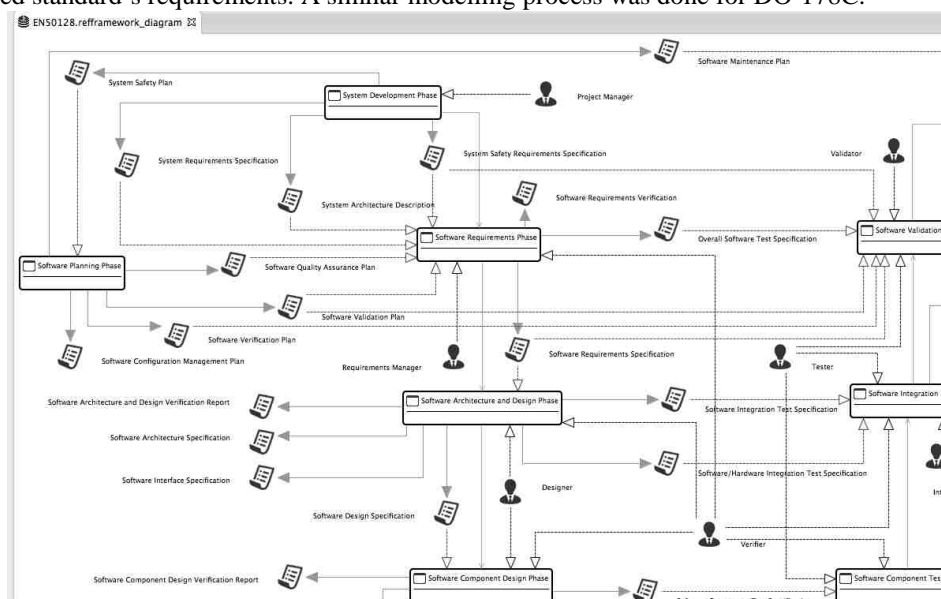 ed standard's requirements. A similar modelling process was done for DO-178C.
EN50128.refframework_diagram
Software Maintenance Plan
System Safety Plan
System Development Phase
Project Manager
System Requirements Specification
System Safety Requirements Specification
Validator
Software Requirements Verification
Sytstem Architecture Description
Software Requirements Phase
Overall Software Test Specification
Software Validation
Software Planning Phase
Software Quality Assurance Plan
Software Validation Plan
Software Verification Plan
Software Configuration Management Plan
Requirements Manager
Software Requirements Specification
Tester
Software Architecture and Design Verification Report
Software Architecture and Design Phase
Software Integration Test Specification
Software Integration
Software Architecture Specification
Software Interface Specification
Software/Hardware Integration Test Specification
Designer
Int
Software Design Specification
Verifier
Software Component Design Verification Report
Software Component Design Phase
Software Component Tes